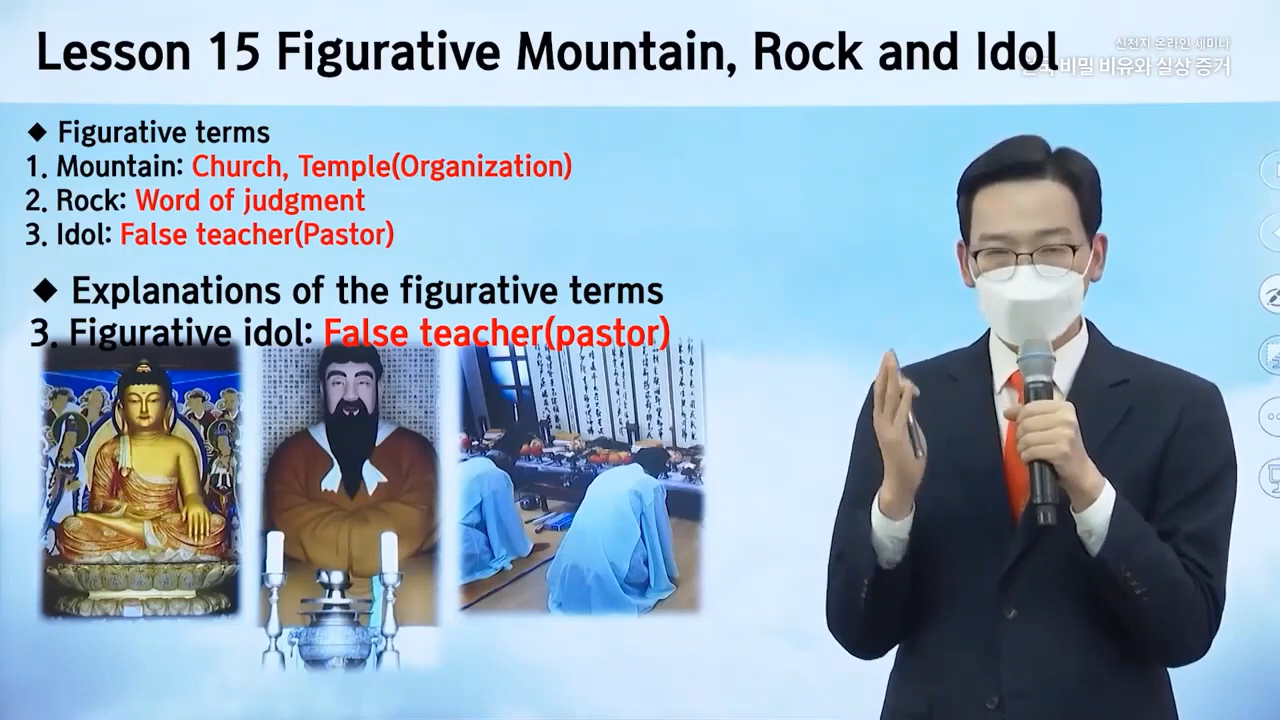 Lesson 15 Figurative Mountain, Rock and Idol
신천지 온라인 세미나
비밀 비유와 실상 증거
◆ Figurative terms
1. Mountain: Church, Temple(Organization)
2. Rock: Word of judgment
3. Idol: False teacher(Pastor)
◆ Explanations of the figurative terms
3. Figurative idol: False teacher(pastor)